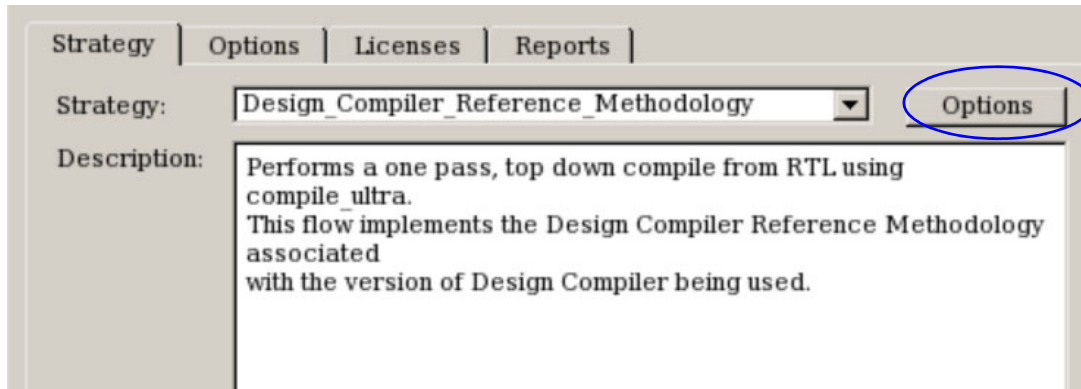 Strategy Options Licenses Reports
Strategy: Design_Compiler_Reference_Methodology Options
Description:
Performs a one pass, top down compile from RTL using
compile_ultra.
This flow implements the Design Compiler Reference Methodology
associated
with the version of Design Compiler being used.